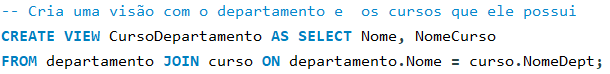 -- Cria uma visão com o departamento e  os cursos que ele possui
CREATE VIEW CursoDepartamento AS SELECT Nome, NomeCurso
FROM departamento JOIN curso ON departamento.Nome = curso.NomeDept;